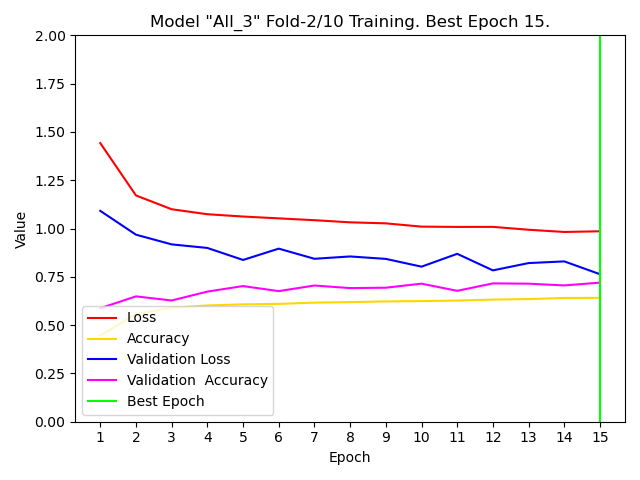 Model "All_3" Fold-2/10 Training. Best Epoch 15.
2.00
1.75
1.50
1.25
1.00
0.75
0.50
0.25
0.00
Value
Loss
Accuracy
Validation Loss
Validation  Accuracy
Best Epoch
1 2 3 4 5 6 7 8 9 10 11 12 13 14 15
Epoch